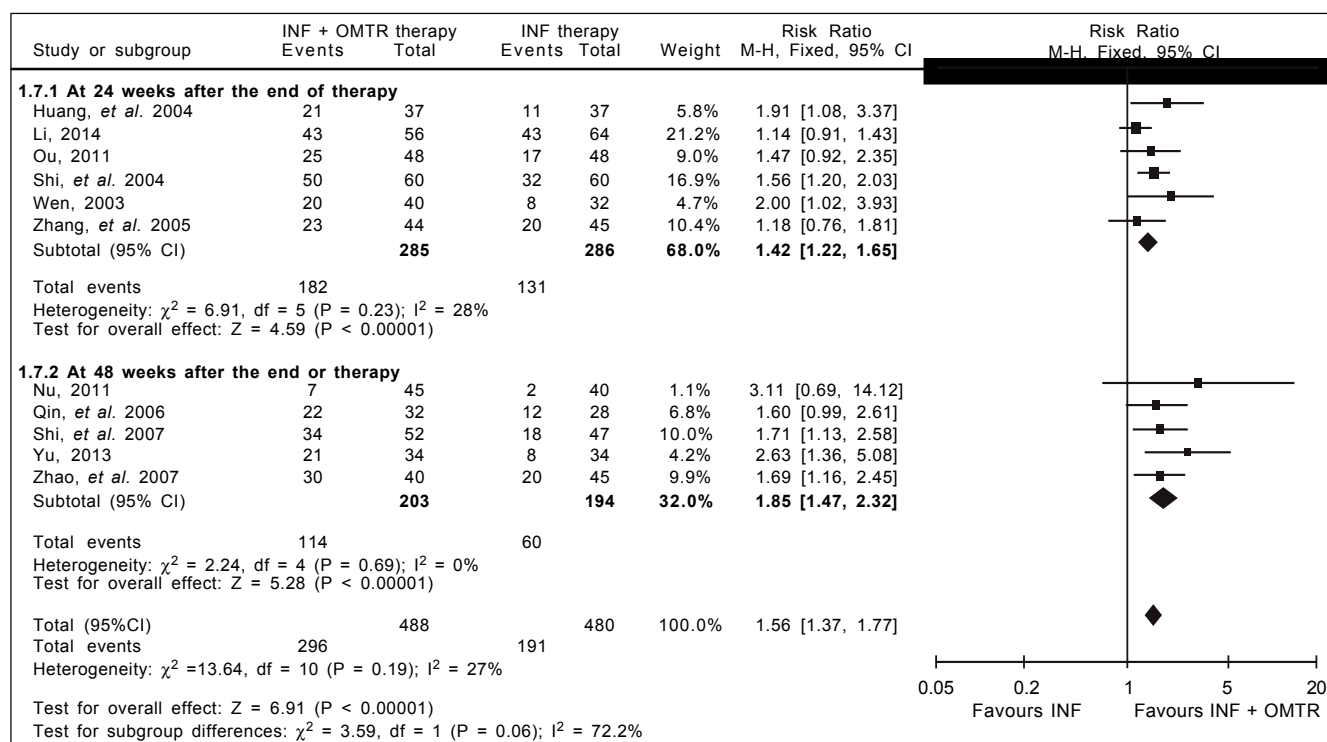 INF + OMTR therapy INF therapy Risk Ratio Risk Ratio
Study or subgroup Events Total Events Total Weight M-H, Fixed, 95% CI M-H, Fixed, 95% CI
1.7.1 At 24 weeks after the end of therapy
Huang, et al. 2004 21 37 11 37 5.8% 1.91 [1.08, 3.37]
Li, 2014 43 56 43 64 21.2% 1.14 [0.91, 1.43]
Ou, 2011 25 48 17 48 9.0% 1.47 [0.92, 2.35]
Shi, et al. 2004 50 60 32 60 16.9% 1.56 [1.20, 2.03]
Wen, 2003 20 40 8 32 4.7% 2.00 [1.02, 3.93]
Zhang, et al. 2005 23 44 20 45 10.4% 1.18 [0.76, 1.81]
Subtotal (95% CI) 285 286 68.0% 1.42 [1.22, 1.65]
Total events 182 131
Heterogeneity: χ² = 6.91, df = 5 (P = 0.23); I² = 28%
Test for overall effect: Z = 4.59 (P < 0.00001)
1.7.2 At 48 weeks after the end or therapy
Nu, 2011 7 45 2 40 1.1% 3.11 [0.69, 14.12]
Qin, et al. 2006 22 32 12 28 6.8% 1.60 [0.99, 2.61]
Shi, et al. 2007 34 52 18 47 10.0% 1.71 [1.13, 2.58]
Yu, 2013 21 34 8 34 4.2% 2.63 [1.36, 5.08]
Zhao, et al. 2007 30 40 20 45 9.9% 1.69 [1.16, 2.45]
Subtotal (95% CI) 203 194 32.0% 1.85 [1.47, 2.32]
Total events 114 60
Heterogeneity: χ² = 2.24, df = 4 (P = 0.69); I² = 0%
Test for overall effect: Z = 5.28 (P < 0.00001)
Total (95%CI) 488 480 100.0% 1.56 [1.37, 1.77]
Total events 296 191
Heterogeneity: χ² =13.64, df = 10 (P = 0.19); I² = 27%
0.05 0.2 1 5 20
Test for overall effect: Z = 6.91 (P < 0.00001) Favours INF Favours INF + OMTR
Test for subgroup differences: χ² = 3.59, df = 1 (P = 0.06); I² = 72.2%